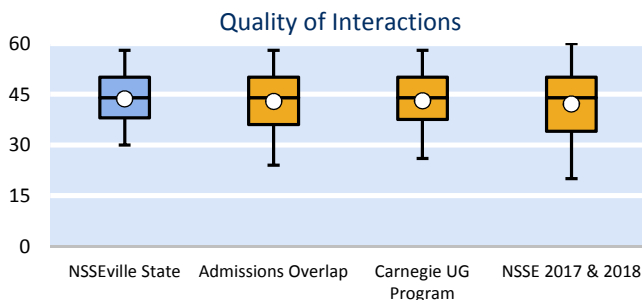 Quality of Interactions
60
45
30
15
0
NSSEville State
Admissions Overlap
Carnegie UG
Program
NSSE 2017 & 2018